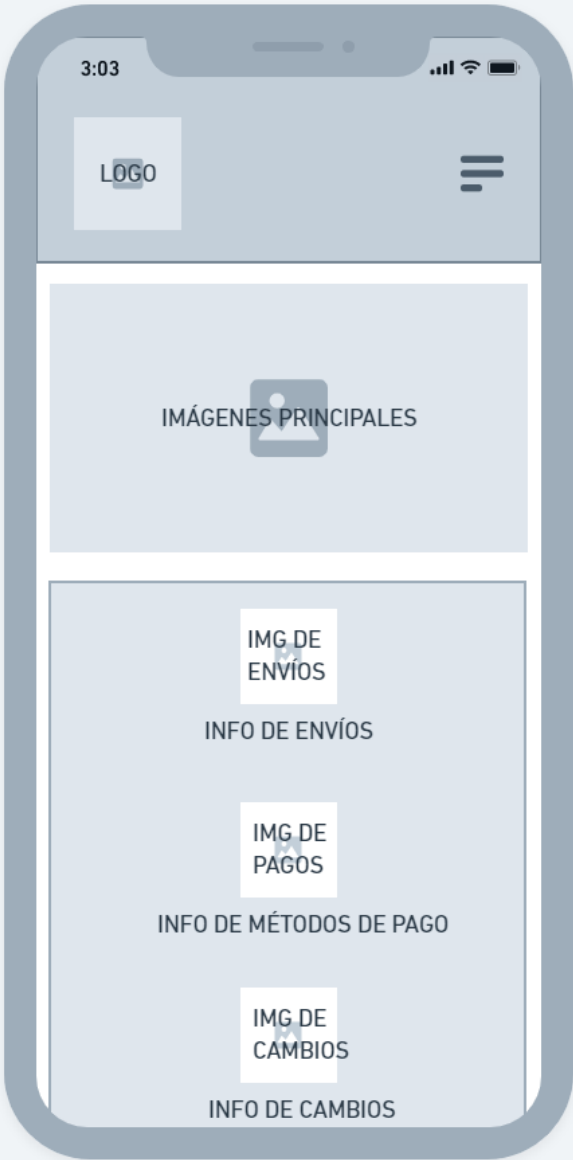 3:03
LOGO
IMÁGENES PRINCIPALES
IMG DE
ENVÍOS
INFO DE ENVÍOS
IMG DE
PAGOS
INFO DE MÉTODOS DE PAGO
IMG DE
CAMBIOS
INFO DE CAMBIOS